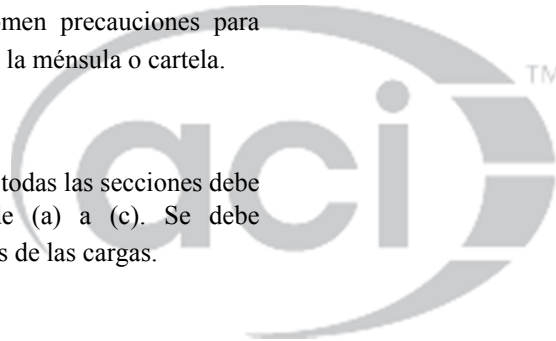 men precauciones para
la ménsula o cartela.
TM
aci
todas las secciones debe
e (a) a (c). Se debe
s de las cargas.